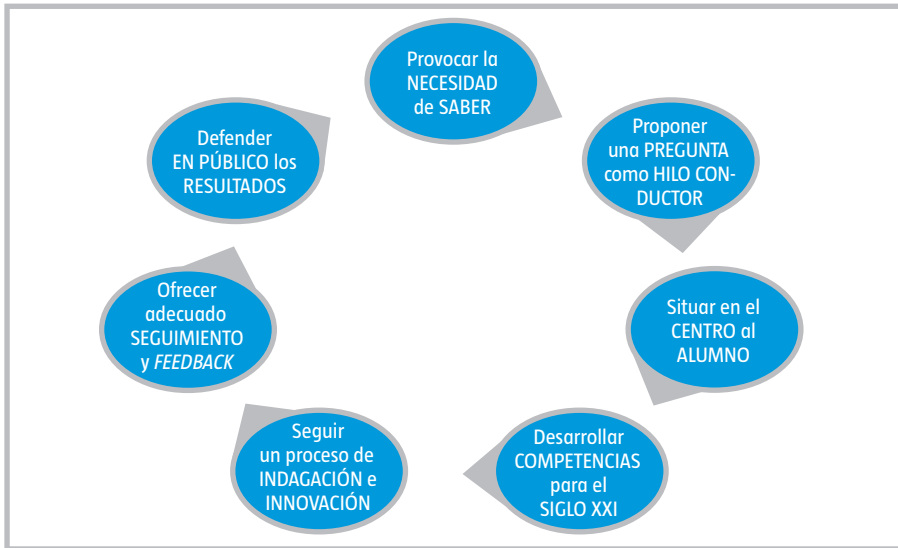 Provocar la
NECESIDAD
de SABER
Proponer
una PREGUNTA
como HILO CON-
DUCTOR
Situar en el
CENTRO al
ALUMNO
Desarrollar
COMPETENCIAS
para el
SIGLO XXI
Seguir
un proceso de
INDAGACIÓN e
INNOVACIÓN
Ofrecer
adecuado
SEGUIMIENTO
y FEEDBACK
Defender
EN PÚBLICO los
RESULTADOS